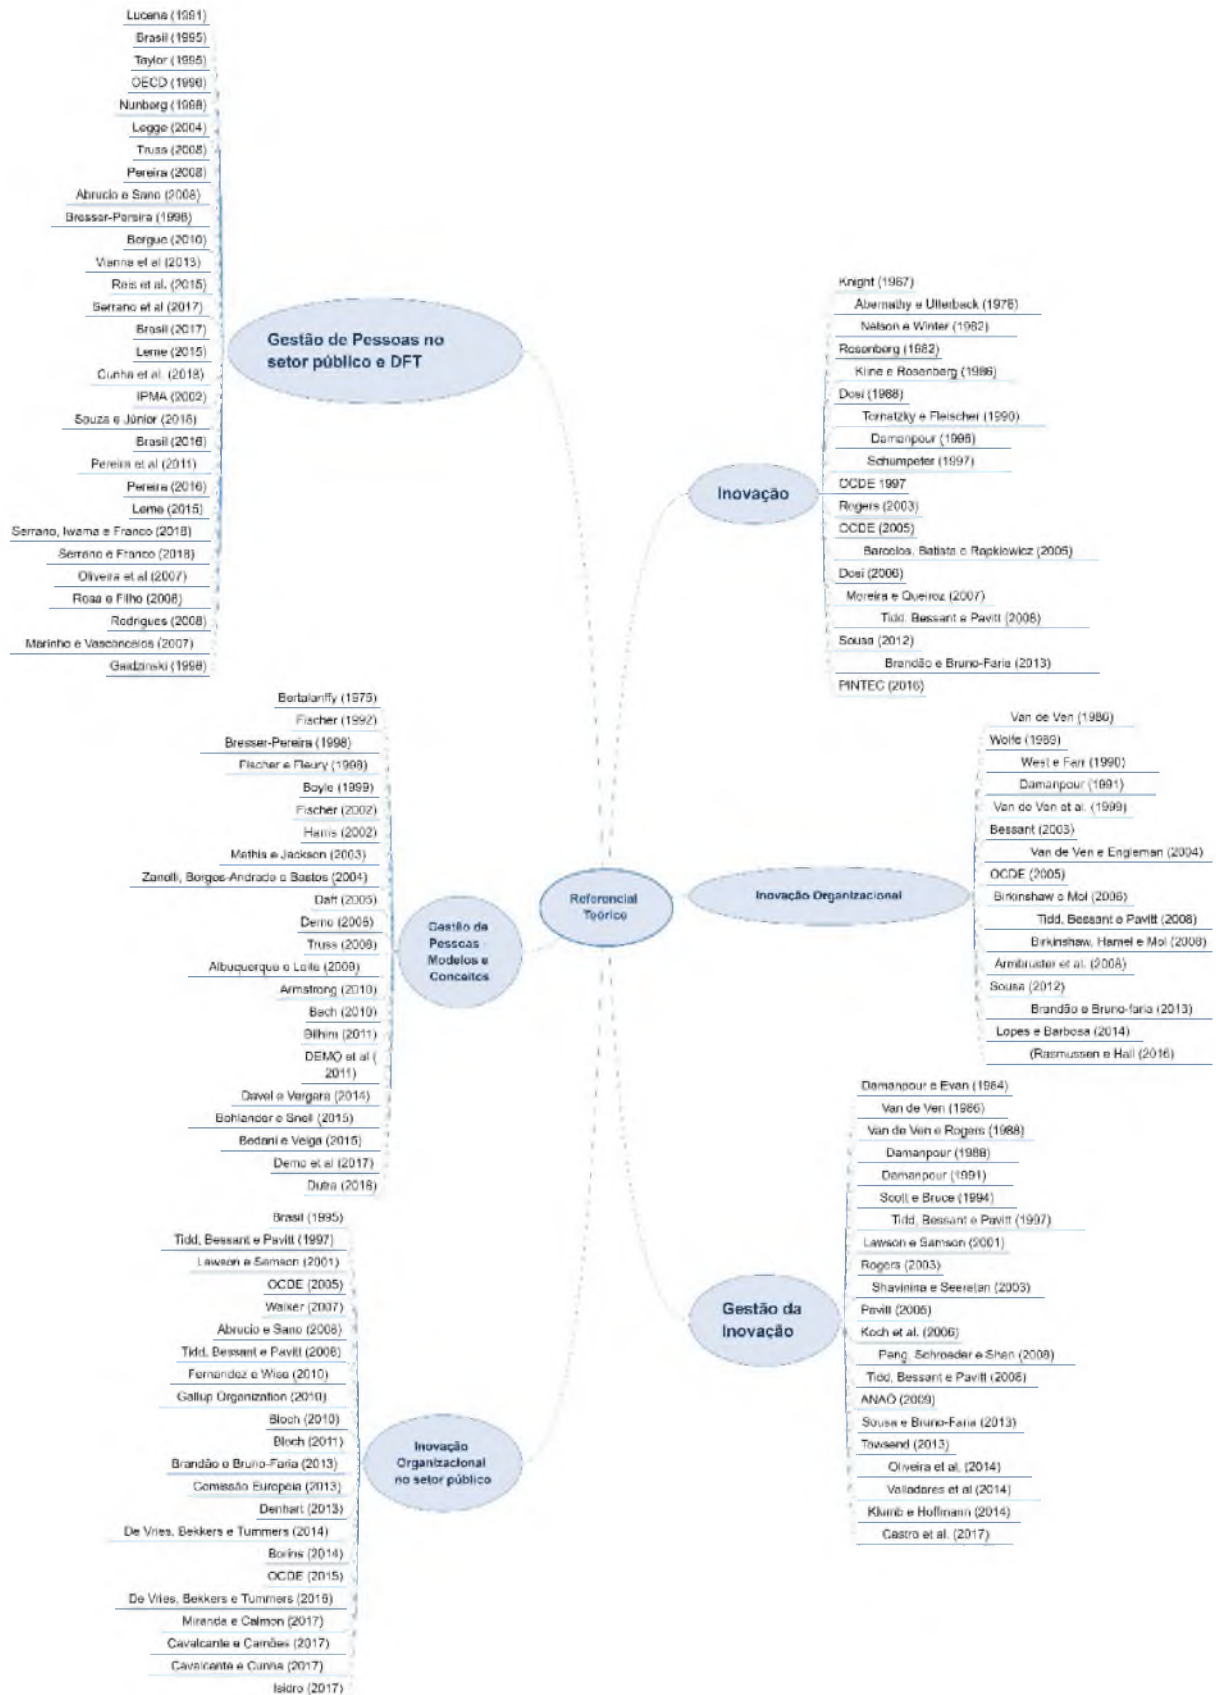 Lucena (1991)
Brasil (1995)
Taylor (1995)
OECD (1996)
Nunberg (1998)
Legge (2004)
Truss (2008)
Pereira (2008)
Abrucio e Sano (2008)
Bresser-Pereira (1996)
Bergue (2010)
Vianna et al (2013)
Reis et al. (2015)
Serrano et al (2017)
Brasil (2017)
Leme (2015)
Cunha et al. (2018)
IPMA (2002)
Souza e Júnior (2018)
Brasil (2016)
Pereira et al (2011)
Pereira (2016)
Leme (2015)
Serrano, Iwama e Franco (2018)
Serrano e Franco (2018)
Oliveira et al (2007)
Rosa e Filho (2008)
Rodrigues (2008)
Marinho e Vasconcelos (2007)
Gaidzinski (1998)
Gestão de Pessoas no
setor público e DFT
Bertalanffy (1975)
Fischer (1992)
Bresser-Pereira (1998)
Fischer e Fleury (1998)
Boyle (1999)
Fischer (2002)
Harris (2002)
Mathis e Jackson (2003)
Zanelli, Borges-Andrade e Bastos (2004)
Daft (2005)
Demo (2008)
Truss (2008)
Albuquerque e Leite (2009)
Armstrong (2010)
Bach (2010)
Bilhim (2011)
DEMO et al (
2011)
Davel e Vergara (2014)
Bohlander e Snell (2015)
Bedani e Veiga (2015)
Demo et al (2017)
Dutra (2018)
Gestão de
Pessoas
Modelos e
Conceitos
Brasil (1995)
Tidd, Bessant e Pavitt (1997)
Lawson e Samson (2001)
OCDE (2005)
Walker (2007)
Abrucio e Sano (2008)
Tidd, Bessant e Pavitt (2008)
Fernandez e Wise (2010)
Gallup Organization (2010)
Bloch (2010)
Bloch (2011)
Brandão e Bruno-Faria (2013)
Comissão Europeia (2013)
Denhart (2013)
De Vries, Bekkers e Tummers (2014)
Borins (2014)
OCDE (2015)
De Vries, Bekkers e Tummers (2016)
Miranda e Calmon (2017)
Cavalcante e Camões (2017)
Cavalcante e Cunha (2017)
Isidro (2017)
Inovação
Organizacional
no setor público
Referencial
Teórico
Inovação
Knight (1967)
Abernathy e Utterback (1978)
Nelson e Winter (1982)
Rosenberg (1982)
Kline e Rosenberg (1986)
Dosi (1988)
Tornatzky e Fleischer (1990)
Damanpour (1996)
Schumpeter (1997)
OCDE 1997
Rogers (2003)
OCDE (2005)
Barcelos, Batista e Rapkiewicz (2005)
Dosi (2006)
Moreira e Queiroz (2007)
Tidd, Bessant e Pavitt (2008)
Sousa (2012)
Brandão e Bruno-Faria (2013)
PINTEC (2016)
Inovação Organizacional
Van de Ven (1986)
Wolfe (1989)
West e Farr (1990)
Damanpour (1991)
Van de Ven et al. (1999)
Bessant (2003)
Van de Ven e Engleman (2004)
OCDE (2005)
Birkinshaw e Mol (2006)
Tidd, Bessant e Pavitt (2008)
Birkinshaw, Hamel e Mol (2008)
Armbruster et al. (2008)
Sousa (2012)
Brandão e Bruno-faria (2013)
Lopes e Barbosa (2014)
(Rasmussen e Hall (2016)
Gestão da
Inovação
Damanpour e Evan (1984)
Van de Ven (1986)
Van de Ven e Rogers (1988)
Damanpour (1988)
Damanpour (1991)
Scott e Bruce (1994)
Tidd, Bessant e Pavitt (1997)
Lawson e Samson (2001)
Rogers (2003)
Shavinina e Seeratan (2003)
Pavitt (2005)
Koch et al. (2006)
Peng, Schroeder e Shan (2008)
Tidd, Bessant e Pavitt (2008)
ANAO (2009)
Sousa e Bruno-Faria (2013)
Towsend (2013)
Oliveira et al. (2014)
Valladares et al (2014)
Klumb e Hoffmann (2014)
Castro et al. (2017)